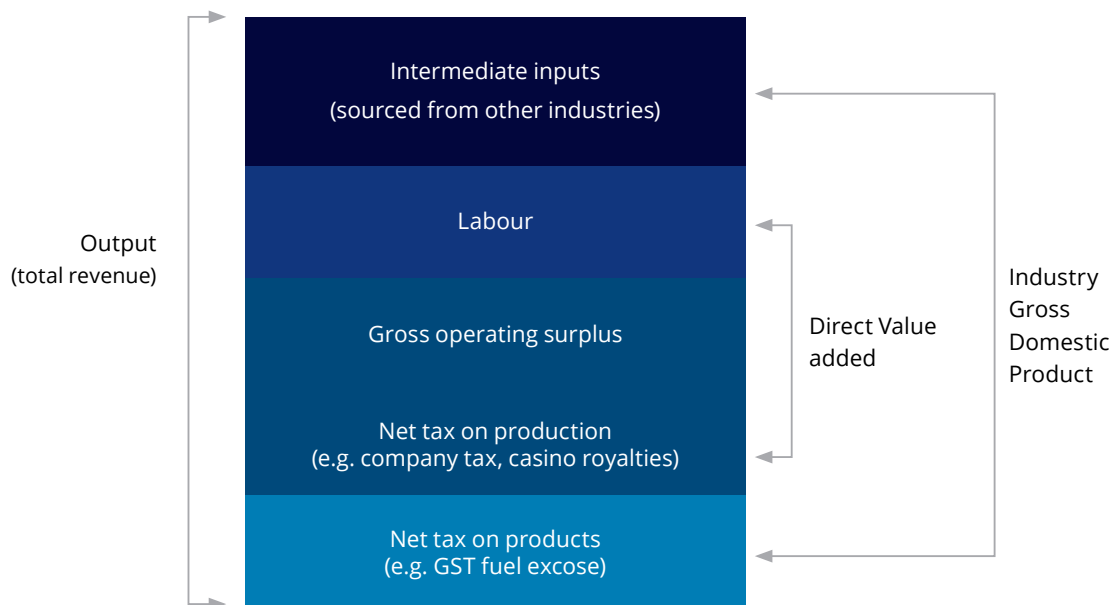 Intermediate inputs
(sourced from other industries)
Labour
Output
(total revenue)
Gross operating surplus
Direct Value
added
Industry
Gross
Domestic
Product
Net tax on production
(e.g. company tax, casino royalties)
Net tax on products
(e.g. GST fuel excose)